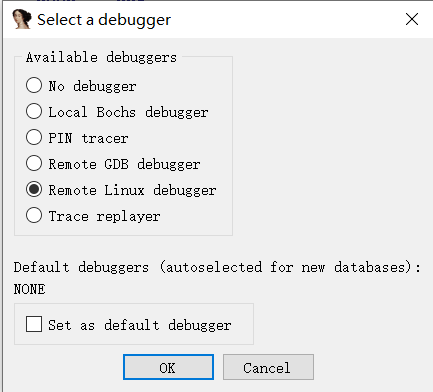 Select a debugger
Available debuggers
No debugger
Local Bochs debugger
PIN tracer
Remote GDB debugger
Remote Linux debugger
Trace replayer
Default debuggers (autoselected for new databases):
NONE
Set as default debugger
OK
Cancel